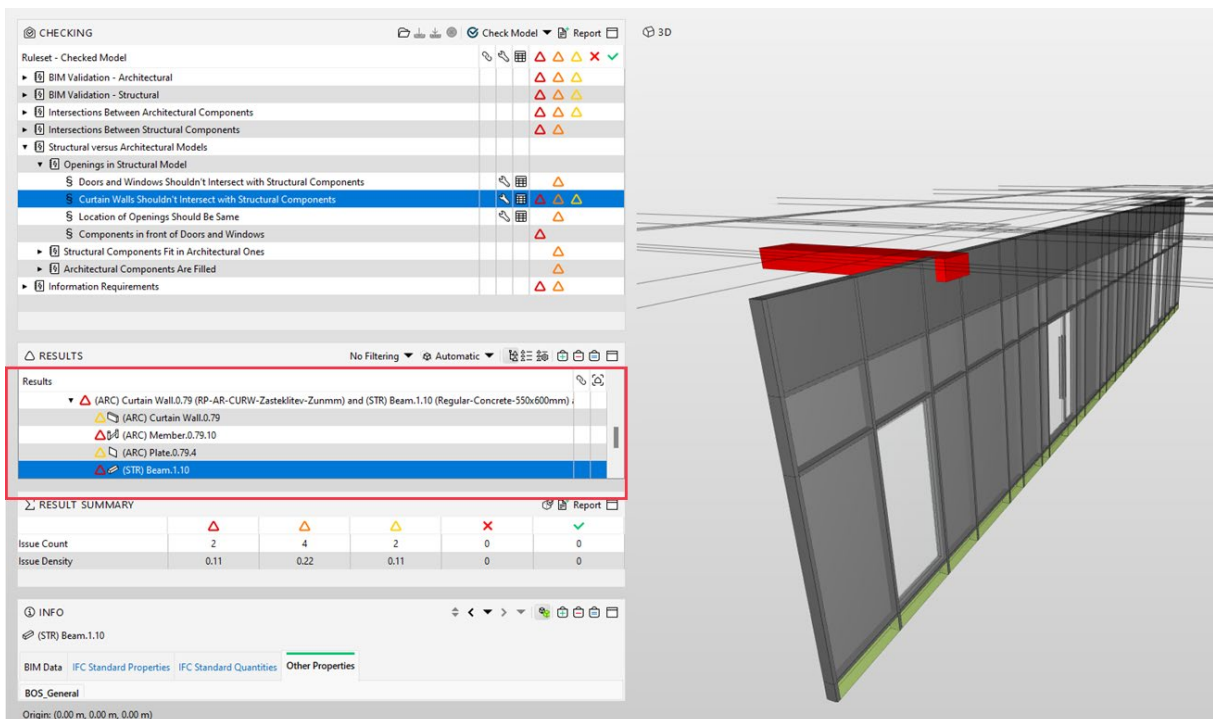 CHECKING
Check Model
Report
3D
Ruleset - Checked Model
BIM Validation - Architectural
BIM Validation - Structural
Intersections Between Architectural Components
Intersections Between Structural Components
Structural versus Architectural Models
Openings in Structural Model
§ Doors and Windows Shouldn't Intersect with Structural Components
§ Curtain Walls Shouldn't Intersect with Structural Components
§ Location of Openings Should Be Same
§ Components in front of Doors and Windows
Structural Components Fit in Architectural Ones
Architectural Components Are Filled
Information Requirements
RESULTS
No Filtering
Automatic
Results
(ARC) Curtain Wall.0.79 (RP-AR-CURW-Zasteklitev-Zunmm) and (STR) Beam.1.10 (Regular-Concrete-550x600mm)
(ARC) Curtain Wall.0.79
(ARC) Member.0.79.10
(ARC) Plate.0.79.4
(STR) Beam.1.10
RESULT SUMMARY
Report
Issue Count 2 4 2 0 0
Issue Density 0.11 0.22 0.11 0 0
INFO
(STR) Beam.1.10
BIM Data IFC Standard Properties IFC Standard Quantities Other Properties
BOS_General
Origin: (0.00 m, 0.00 m, 0.00 m)